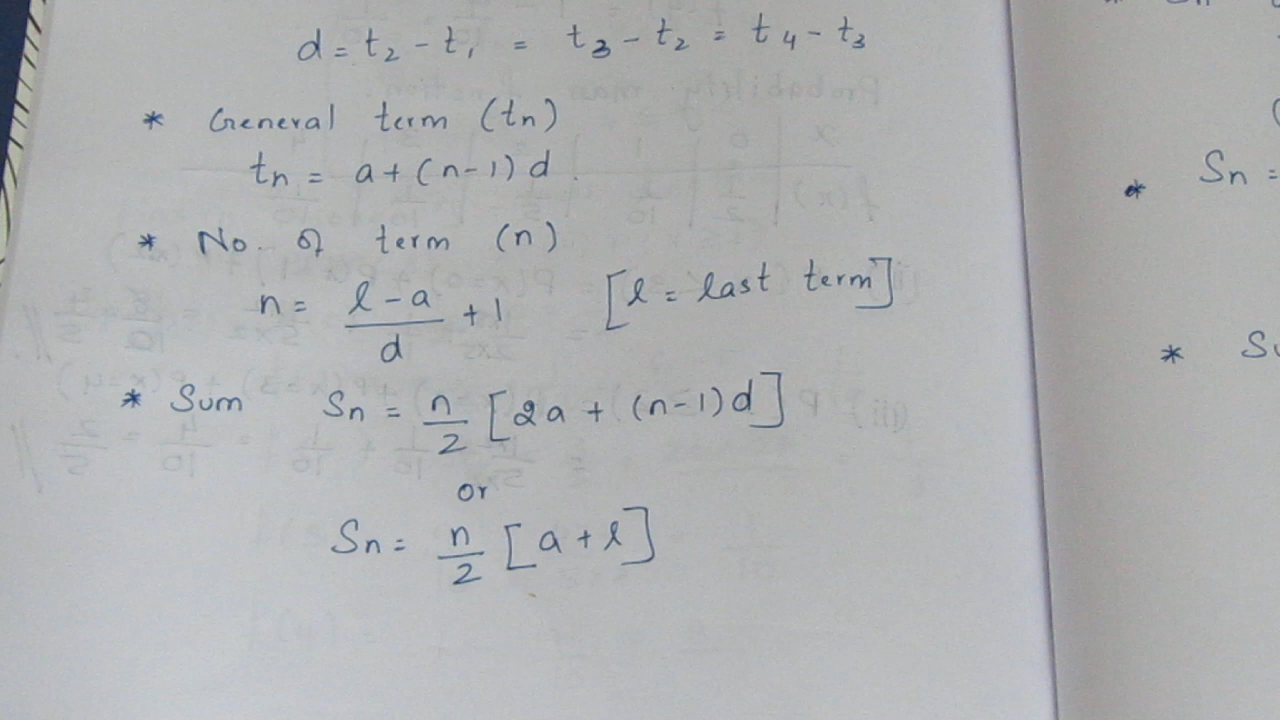 d = t₂ - t₁ = t₃ - t₂ = t₄ - t₃
* General term (tn)
tn = a + (n-1) d
* No. of term (n)
n = (l - a)/d + 1 [l = last term]
* Sum Sn = n/2 [2a + (n-1)d]
or
Sn = n/2 [a + l]
* Sn =
*